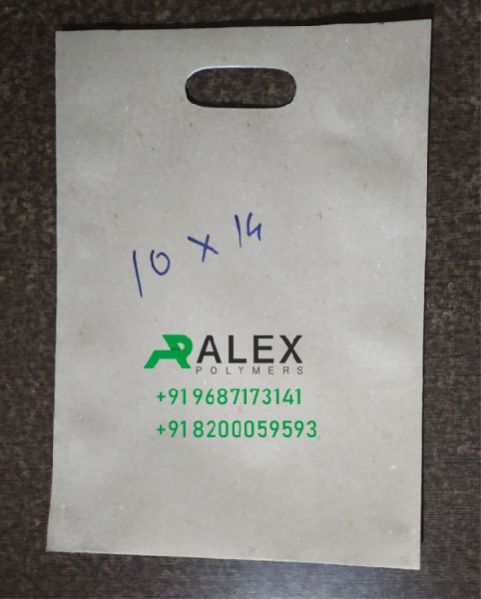 10 X 14
ALEX
POLYMERS
+91 9687173141
+91 8200059593